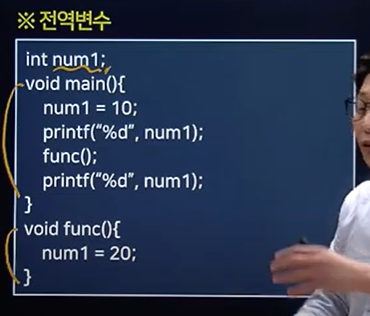 ※ 전역변수
int num1;
void main(){
num1 = 10;
printf("%d", num1);
func();
printf("%d", num1);
}
void func(){
num1 = 20;
}